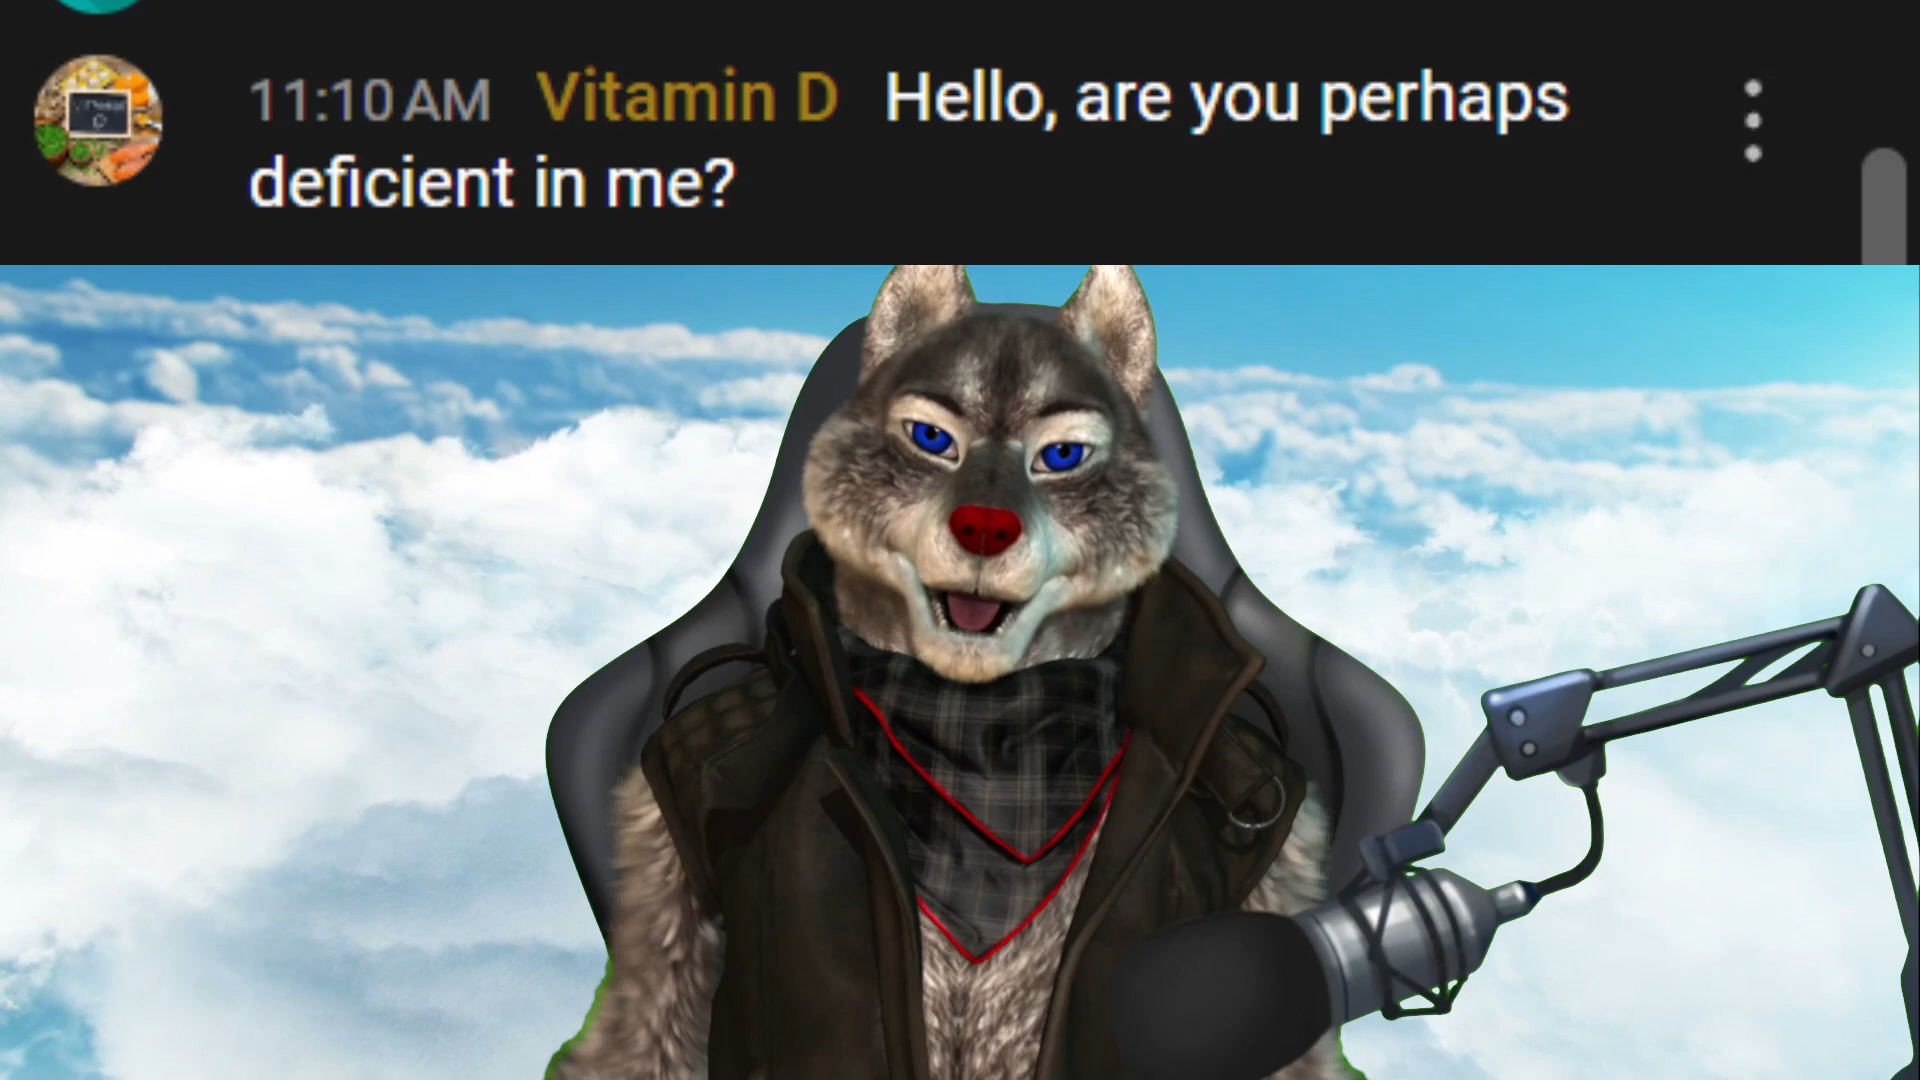 11:10 AM Vitamin D Hello, are you perhaps
deficient in me?